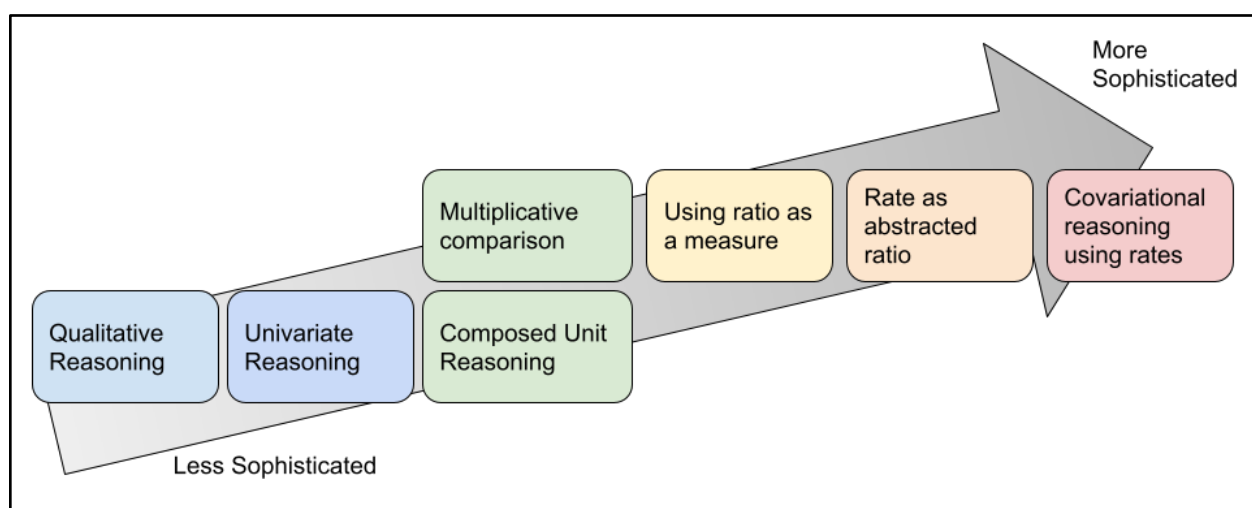 More
Sophisticated
Multiplicative
comparison
Using ratio as
a measure
Rate as
abstracted
ratio
Covariational
reasoning
using rates
Qualitative
Reasoning
Univariate
Reasoning
Composed Unit
Reasoning
Less Sophisticated